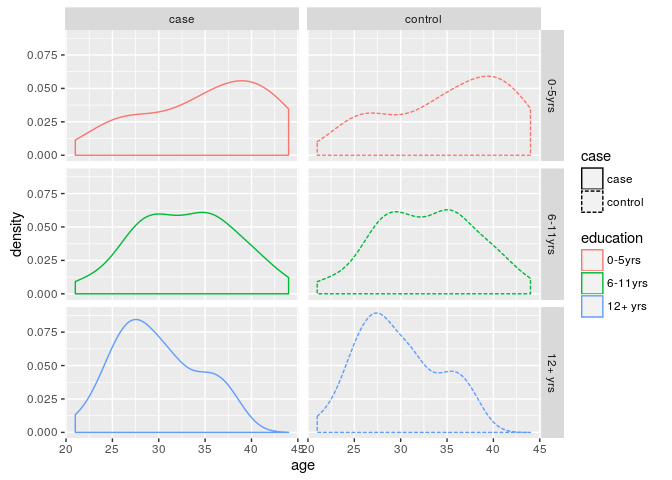 case control
0.075
0.050
0.025
0.000
0-5yrs
0.075
0.050
0.025
0.000
6-11yrs
0.075
0.050
0.025
0.000
12+ yrs
20 25 30 35 40 45 20 25 30 35 40 45
age
density
case
case
control
education
0-5yrs
6-11yrs
12+ yrs